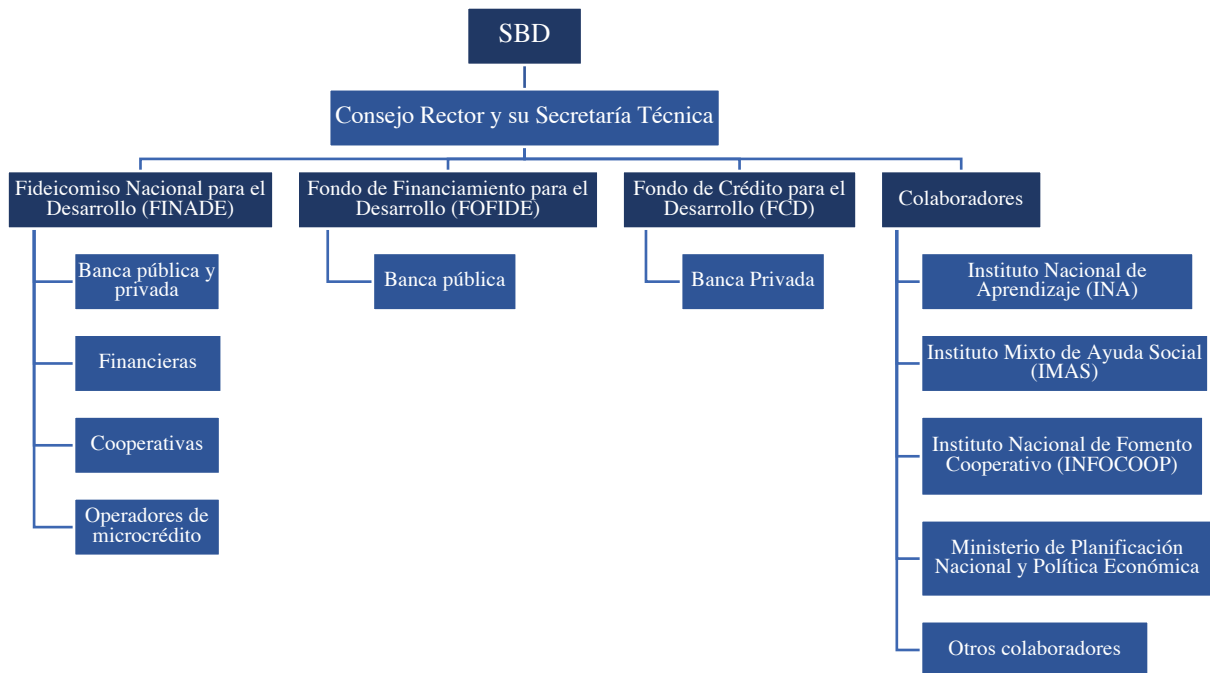 SBD
Consejo Rector y su Secretaría Técnica
Fideicomiso Nacional para el
Desarrollo (FINADE)
Banca pública y
privada
Financieras
Cooperativas
Operadores de
microcrédito
Fondo de Financiamiento para el
Desarrollo (FOFIDE)
Banca pública
Fondo de Crédito para el
Desarrollo (FCD)
Banca Privada
Colaboradores
Instituto Nacional de
Aprendizaje (INA)
Instituto Mixto de Ayuda Social
(IMAS)
Instituto Nacional de Fomento
Cooperativo (INFOCOOP)
Ministerio de Planificación
Nacional y Política Económica
Otros colaboradores